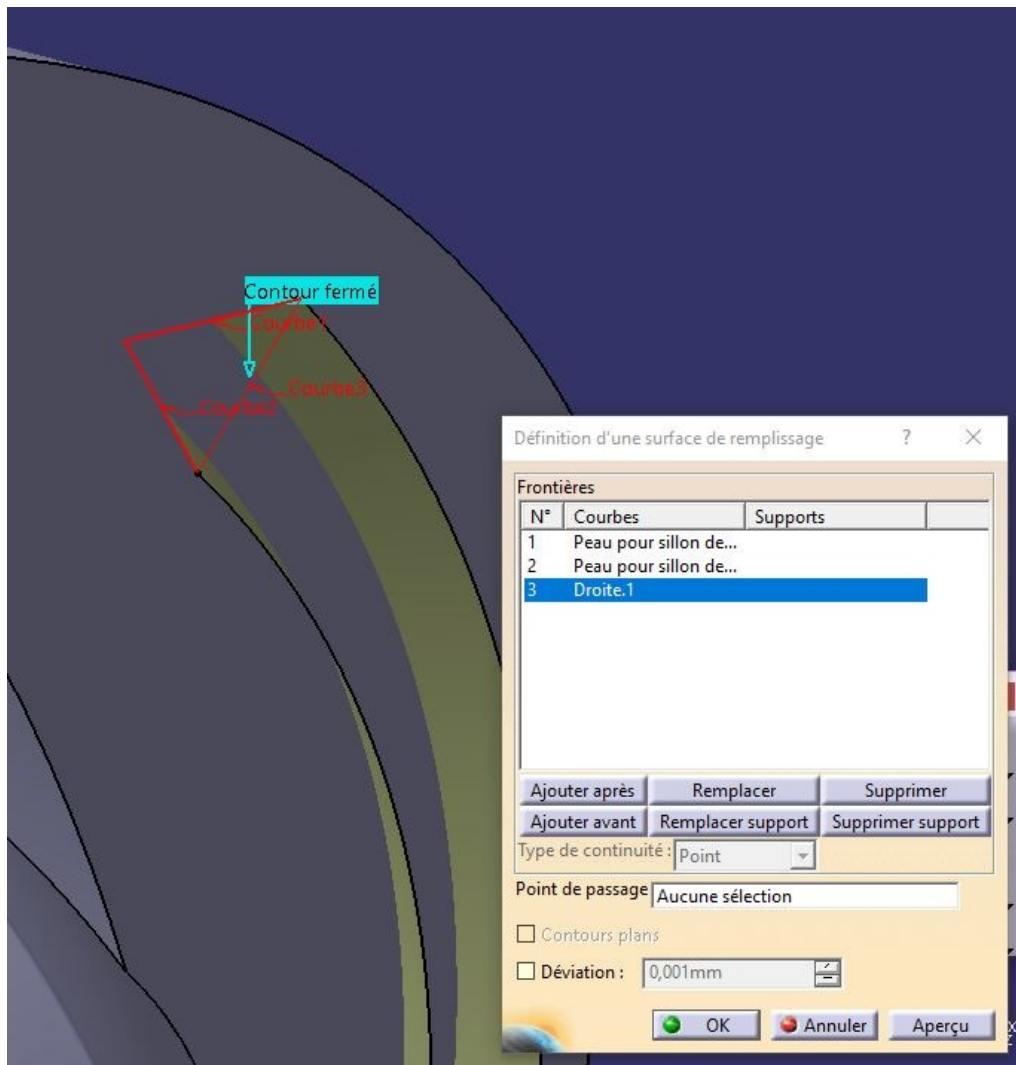 Contour fermé
Courbe1
Courbe3
Courbe2
Définition d'une surface de remplissage ? ×
Frontières
N° Courbes Supports
1 Peau pour sillon de...
2 Peau pour sillon de...
3 Droite.1
Ajouter après Remplacer Supprimer
Ajouter avant Remplacer support Supprimer support
Type de continuité : Point
Point de passage Aucune sélection
Contours plans
Déviation : 0,001mm
OK Annuler Aperçu